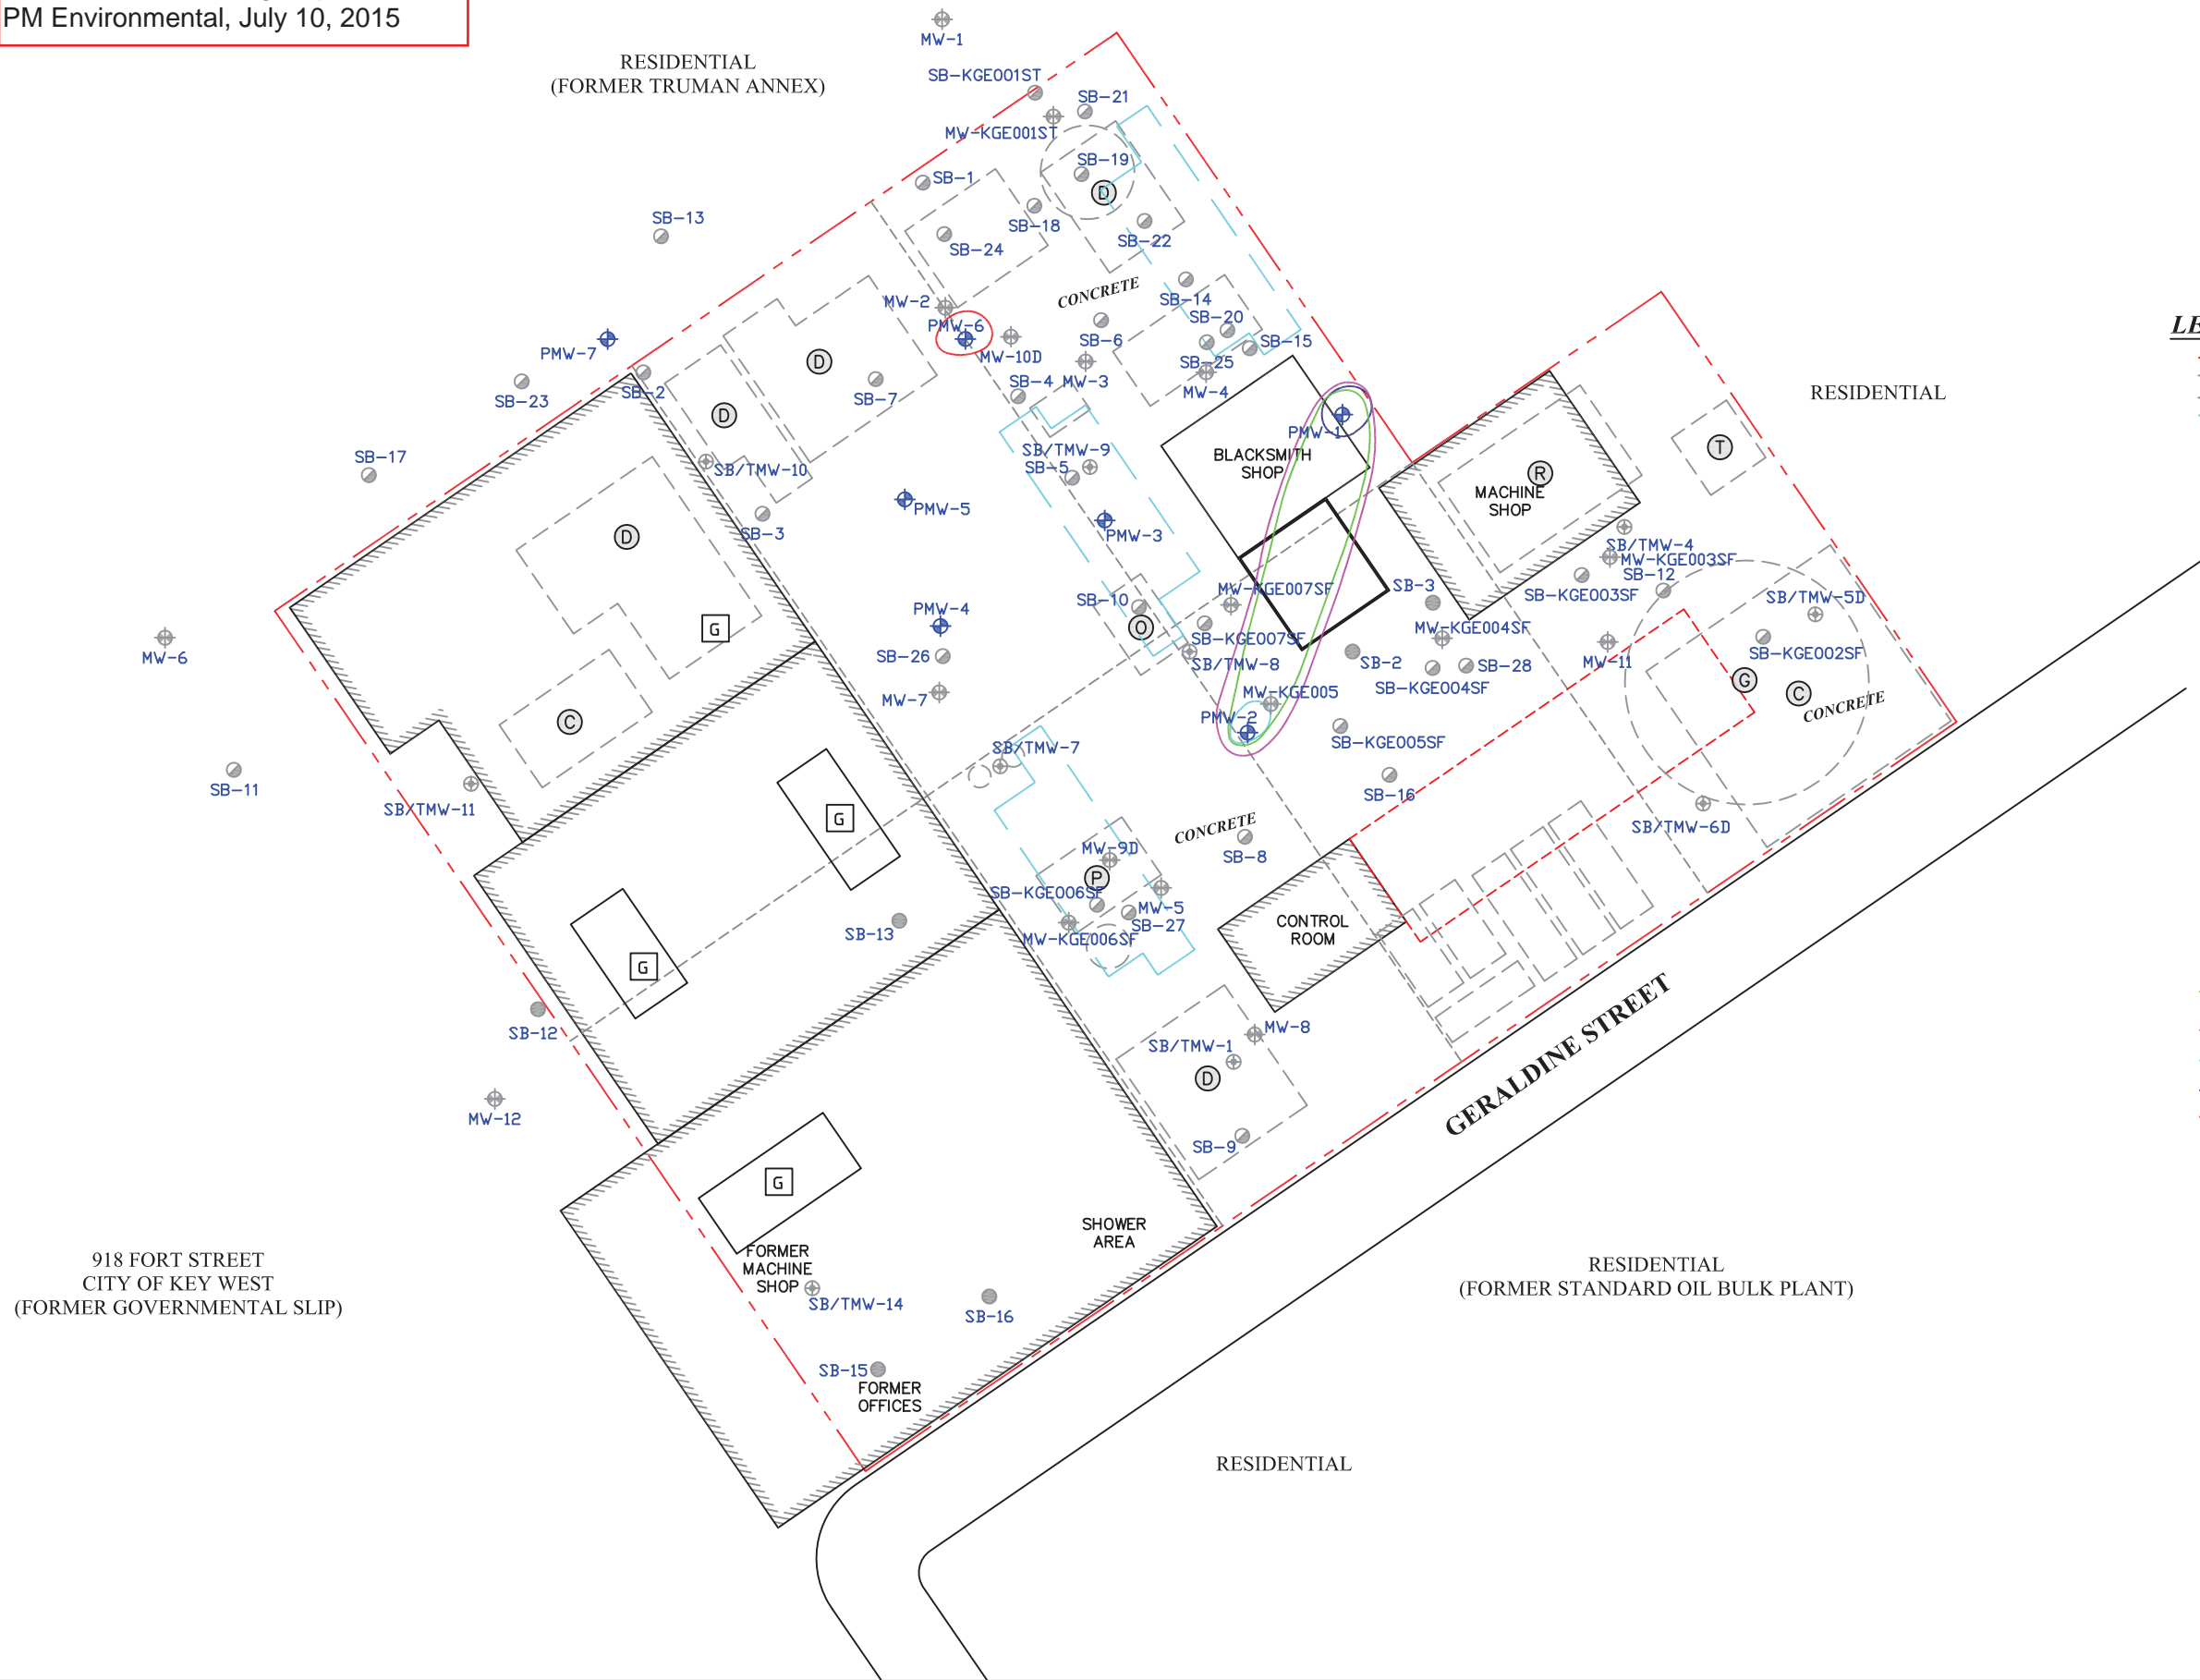 PM Environmental, July 10, 2015
MW-1
RESIDENTIAL
(FORMER TRUMAN ANNEX)
SB-KGE001ST
SB-21
MW-KGE001ST
SB-19
D
SB-1
SB-13
SB-18
SB-24
SB-22
CONCRETE
MW-2
SB-14
PMW-6
SB-20
PMW-7
D
MW-10D
SB-6
SB-15
SB-25
LE
SB-23
SB-2
SB-7
SB-4
MW-3
MW-4
RESIDENTIAL
D
PMW-1
T
SB-17
SB/TMW-10
SB/TMW-9
SB-5
BLACKSMITH
SHOP
R
MACHINE
SHOP
PMW-5
D
SB-3
PMW-3
SB/TMW-4
MW-KGE003SF
SB-12
SB-KGE003SF
MW-KGE007SF
SB-3
SB/TMW-5D
SB-10
PMW-4
G
O
SB-KGE007SF
MW-KGE004SF
SB-KGE002SF
MW-6
SB-26
SB/TMW-8
SB-2
SB-28
MW-11
SB-KGE004SF
G
C
CONCRETE
MW-7
MW-KGE005
C
PMW-2
SB-KGE005SF
SB/TMW-7
SB-11
SB/TMW-11
SB-16
G
CONCRETE
SB/TMW-6D
MW-9D
SB-8
P
SB-KGE006SF
MW-5
SB-27
SB-13
MW-KGE006SF
CONTROL
ROOM
G
SB-12
MW-8
SB/TMW-1
D
GERALDINE STREET
MW-12
SB-9
G
SHOWER
AREA
918 FORT STREET
CITY OF KEY WEST
(FORMER GOVERNMENTAL SLIP)
FORMER
MACHINE
SHOP
SB/TMW-14
SB-16
RESIDENTIAL
(FORMER STANDARD OIL BULK PLANT)
SB-15
FORMER
OFFICES
RESIDENTIAL